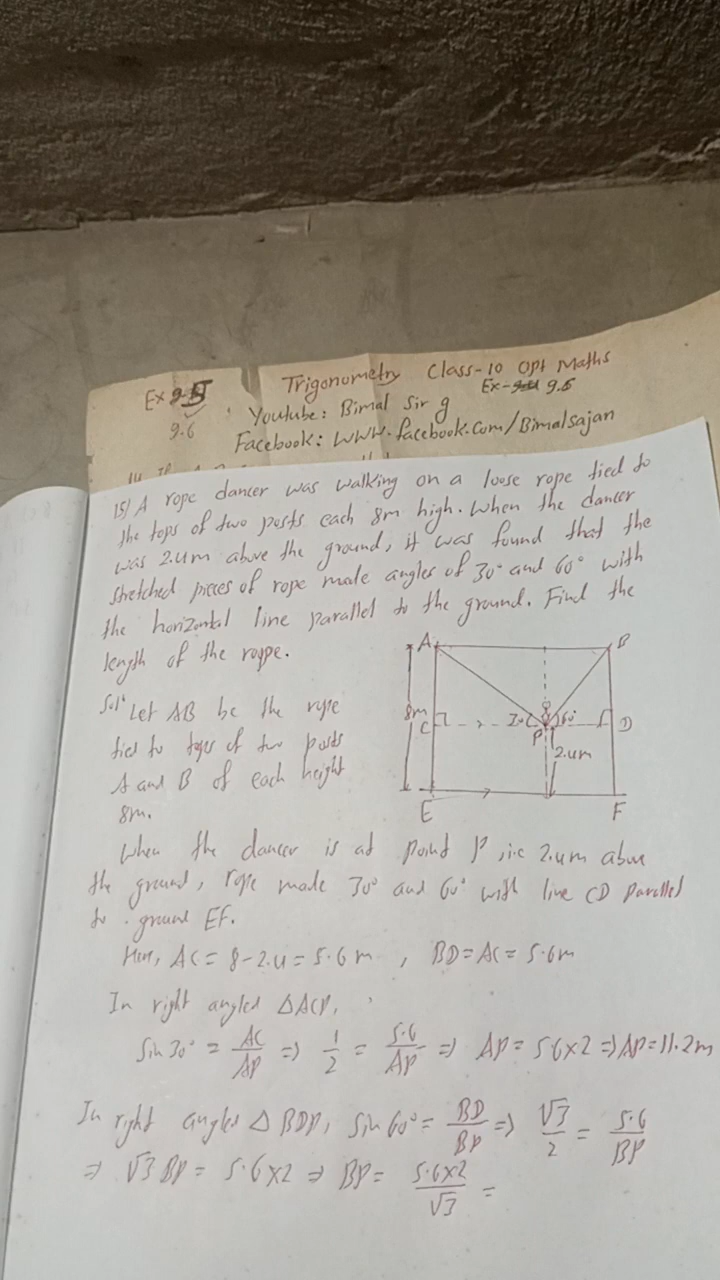 Ex 9.5
9.6
Trigonometry Class-10 Opt Maths
Ex- 9.5
Youtube: Bimal Sir g
Facebook: www.facebook.com/Bimalsajan
15) A rope dancer was walking on a loose rope tied to
the tops of two posts each 8m high. When the dancer
was 2.4m above the ground, it was found that the
stretched pieces of rope made angles of 30° and 60° with
the horizontal line parallel to the ground. Find the
length of the rope.
A B
8m C 30° 60° D
P
2.4m
E F
Solⁿ Let AB be the rope
tied to tops of two posts
A and B of each height
8m.
When the dancer is at point P, i.e 2.4m above
the ground, rope made 30° and 60° with line CD parallel
to ground EF.
Here, AC = 8-2.4 = 5.6m , BD = AC = 5.6m
In right angled ΔACP,
Sin 30° = AC/AP => 1/2 = 5.6/AP => AP = 5.6×2 => AP = 11.2m
In right angled Δ BDP, Sin 60° = BD/BP => √3/2 = 5.6/BP
=> √3 BP = 5.6×2 => BP = 5.6×2/√3 =